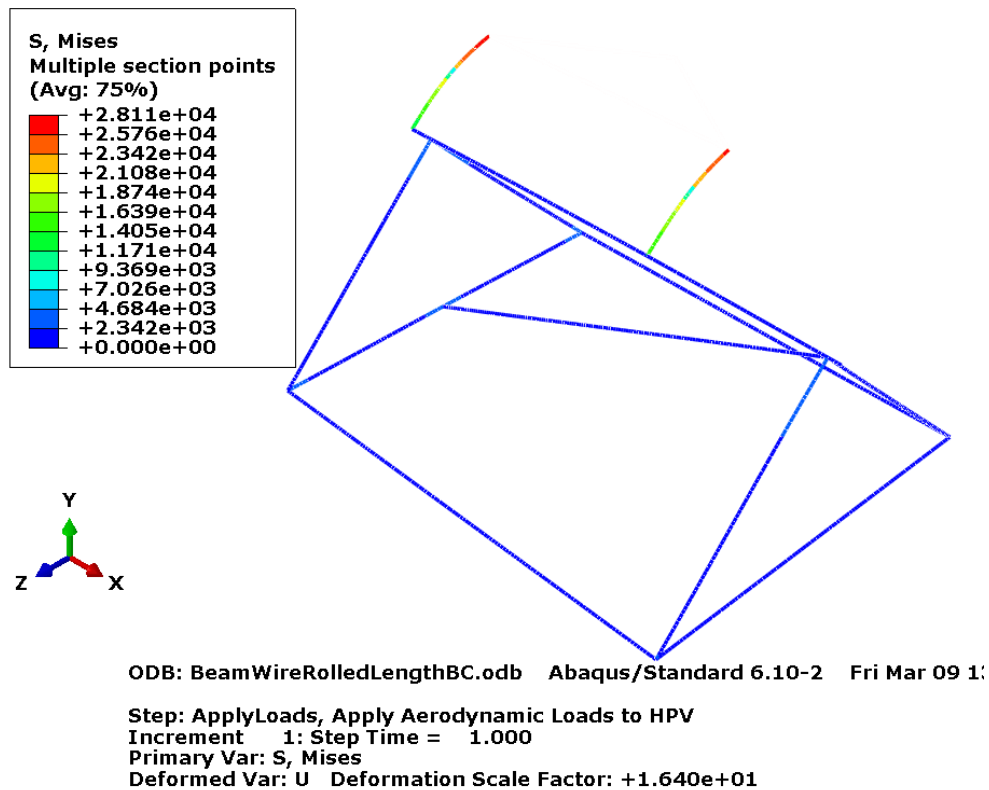 S, Mises
Multiple section points
(Avg: 75%)
+2.811e+04
+2.576e+04
+2.342e+04
+2.108e+04
+1.874e+04
+1.639e+04
+1.405e+04
+1.171e+04
+9.369e+03
+7.026e+03
+4.684e+03
+2.342e+03
+0.000e+00
Y
Z
X
ODB: BeamWireRolledLengthBC.odb Abaqus/Standard 6.10-2 Fri Mar 09 13
Step: ApplyLoads, Apply Aerodynamic Loads to HPV
Increment 1: Step Time = 1.000
Primary Var: S, Mises
Deformed Var: U Deformation Scale Factor: +1.640e+01